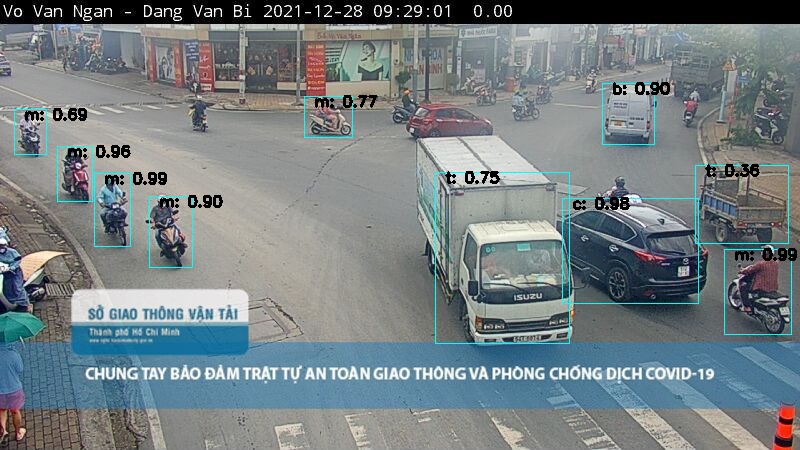 Vo Van Ngan - Dang Van Bi 2021-12-28 09:29:01 0.00
b: 0.90
m: 0.77
m: 0.69
m: 0.96
t: 0.36
m: 0.99
t: 0.75
m: 0.90
c: 0.98
m: 0.99
ISUZU
SỞ GIAO THÔNG VẬN TẢI
Thành phố Hồ Chí Minh
CHUNG TAY BẢO ĐẢM TRẬT TỰ AN TOÀN GIAO THÔNG VÀ PHÒNG CHỐNG DỊCH COVID-19